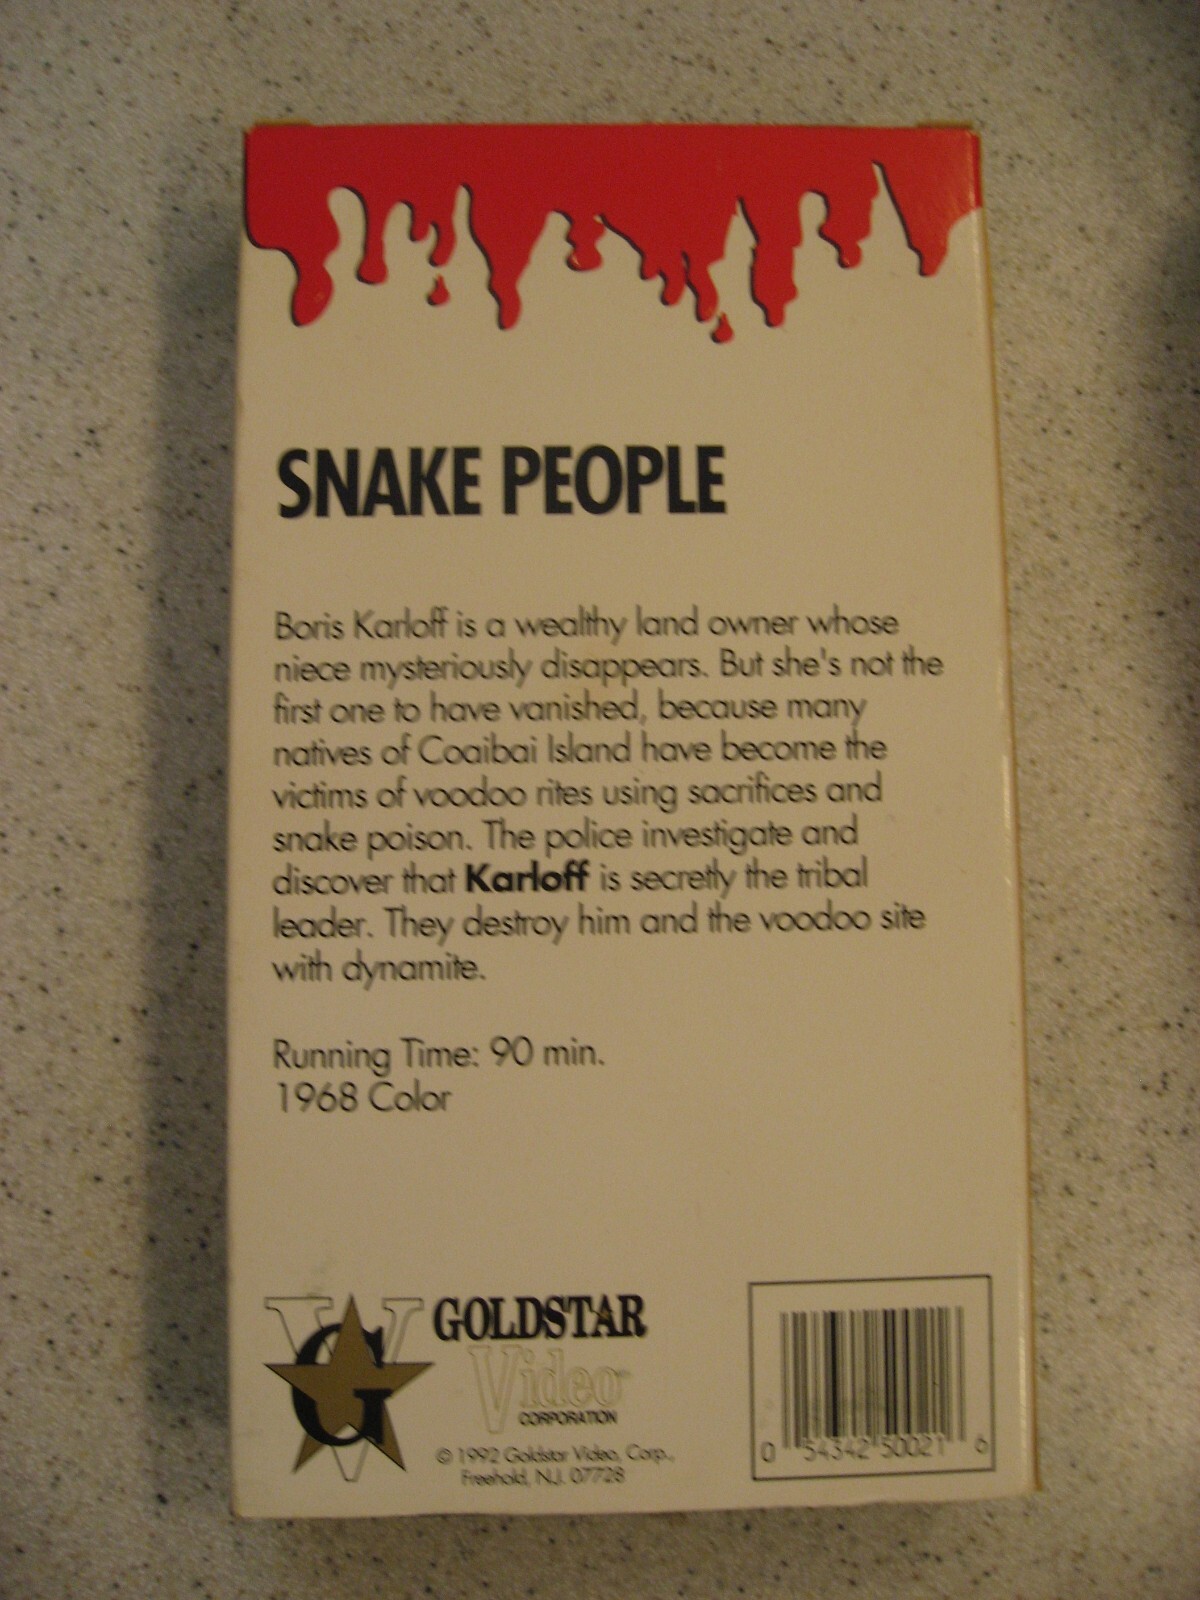 SNAKE PEOPLE
Boris Karloff is a wealthy land owner whose
niece mysteriously disappears. But she's not the
first one to have vanished, because many
natives of Coaibai Island have become the
victims of voodoo rites using sacrifices and
snake poison. The police investigate and
discover that Karloff is secretly the tribal
leader. They destroy him and the voodoo site
with dynamite.
Running Time: 90 min.
1968 Color
GV
GOLDSTAR
Video™
CORPORATION
© 1992 Goldstar Video, Corp.,
Freehold, N.J. 07728
0 54342 50021 6